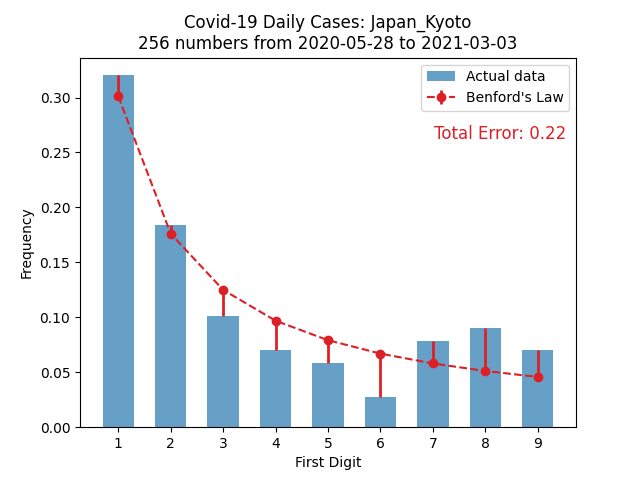 Covid-19 Daily Cases: Japan_Kyoto
256 numbers from 2020-05-28 to 2021-03-03
Actual data
Benford's Law
Total Error: 0.22
0.30
0.25
0.20
0.15
0.10
0.05
0.00
Frequency
1 2 3 4 5 6 7 8 9
First Digit